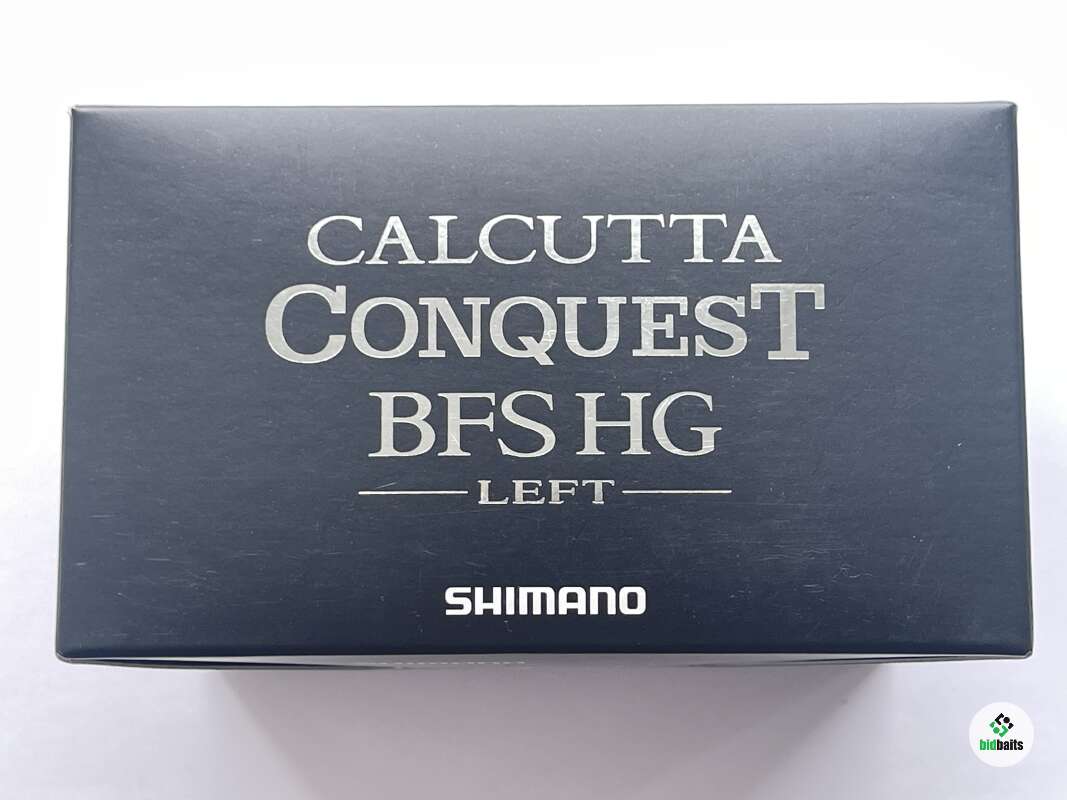 CALCUTTA
CONQUEST
BFS HG
LEFT
SHIMANO
bidbaits